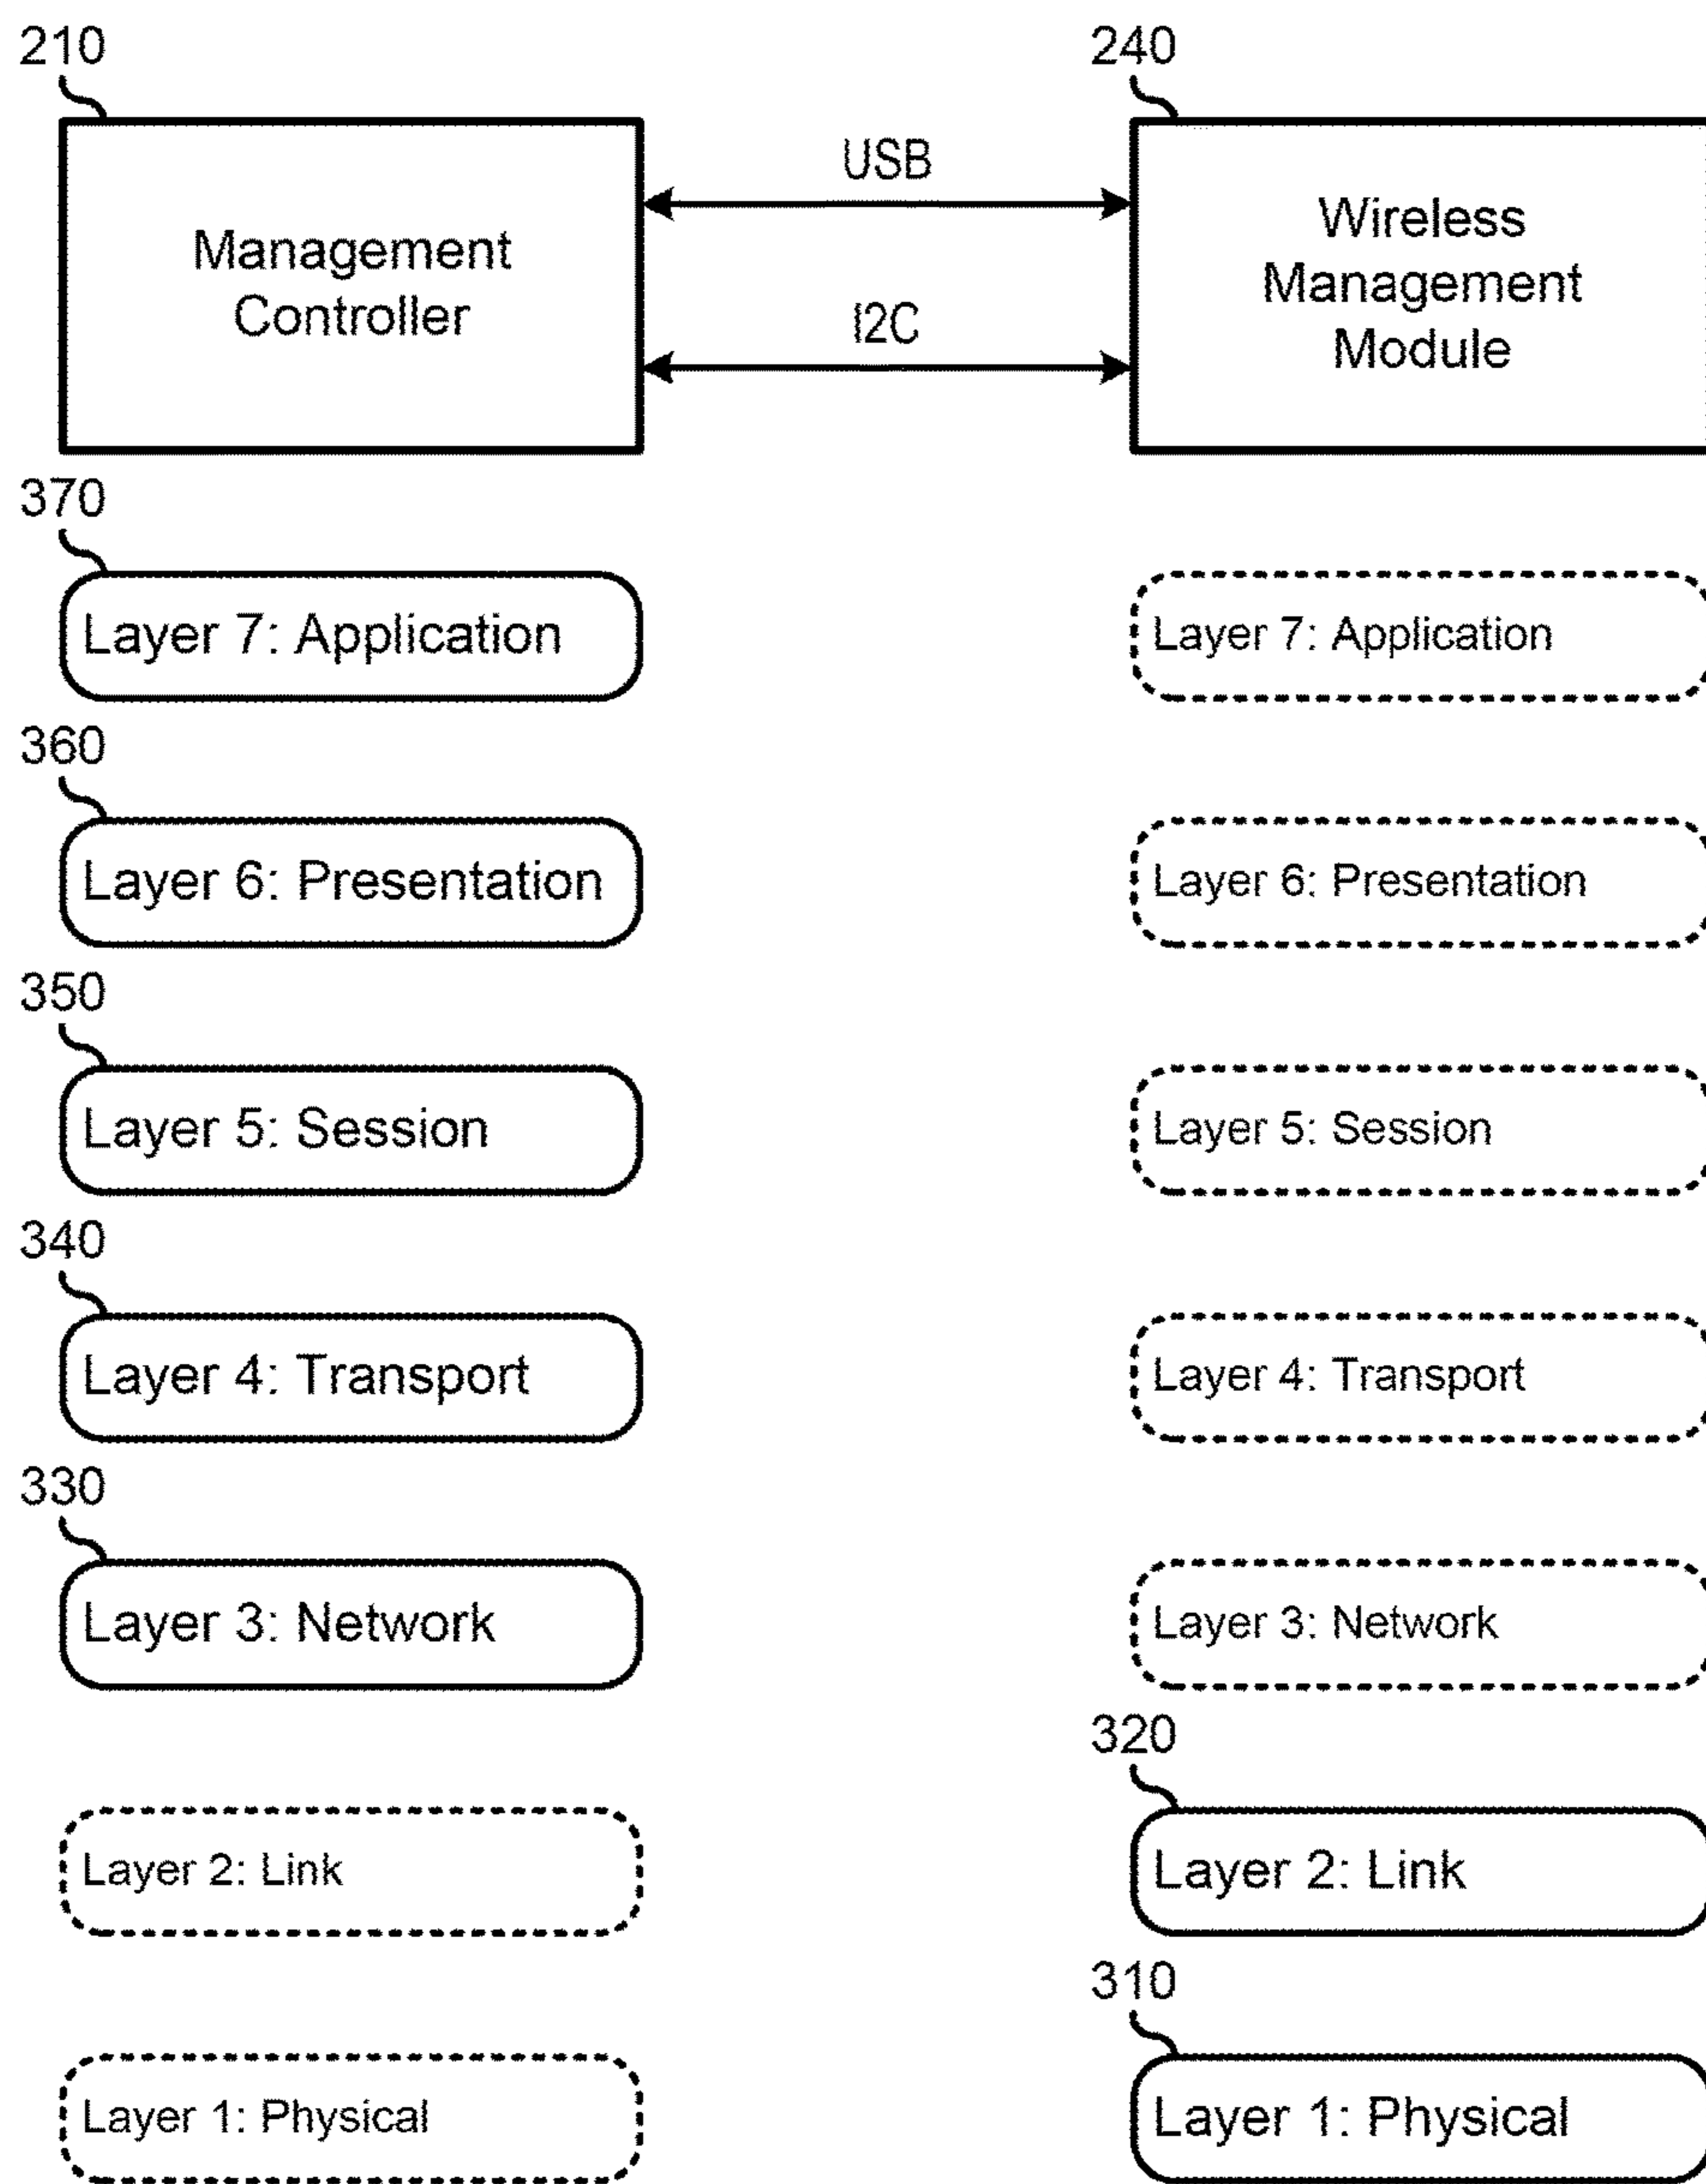 210
240
Management
Controller
USB
I2C
Wireless
Management
Module
370
Layer 7: Application
Layer 7: Application
360
Layer 6: Presentation
Layer 6: Presentation
350
Layer 5: Session
Layer 5: Session
340
Layer 4: Transport
Layer 4: Transport
330
Layer 3: Network
Layer 3: Network
320
Layer 2: Link
Layer 2: Link
310
Layer 1: Physical
Layer 1: Physical